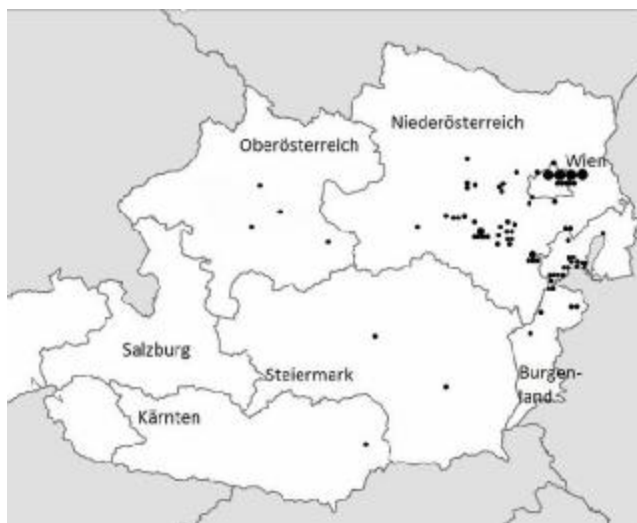 Niederösterreich
Oberösterreich
Wien
Salzburg
Steiermark
Burgen-
land
Kärnten